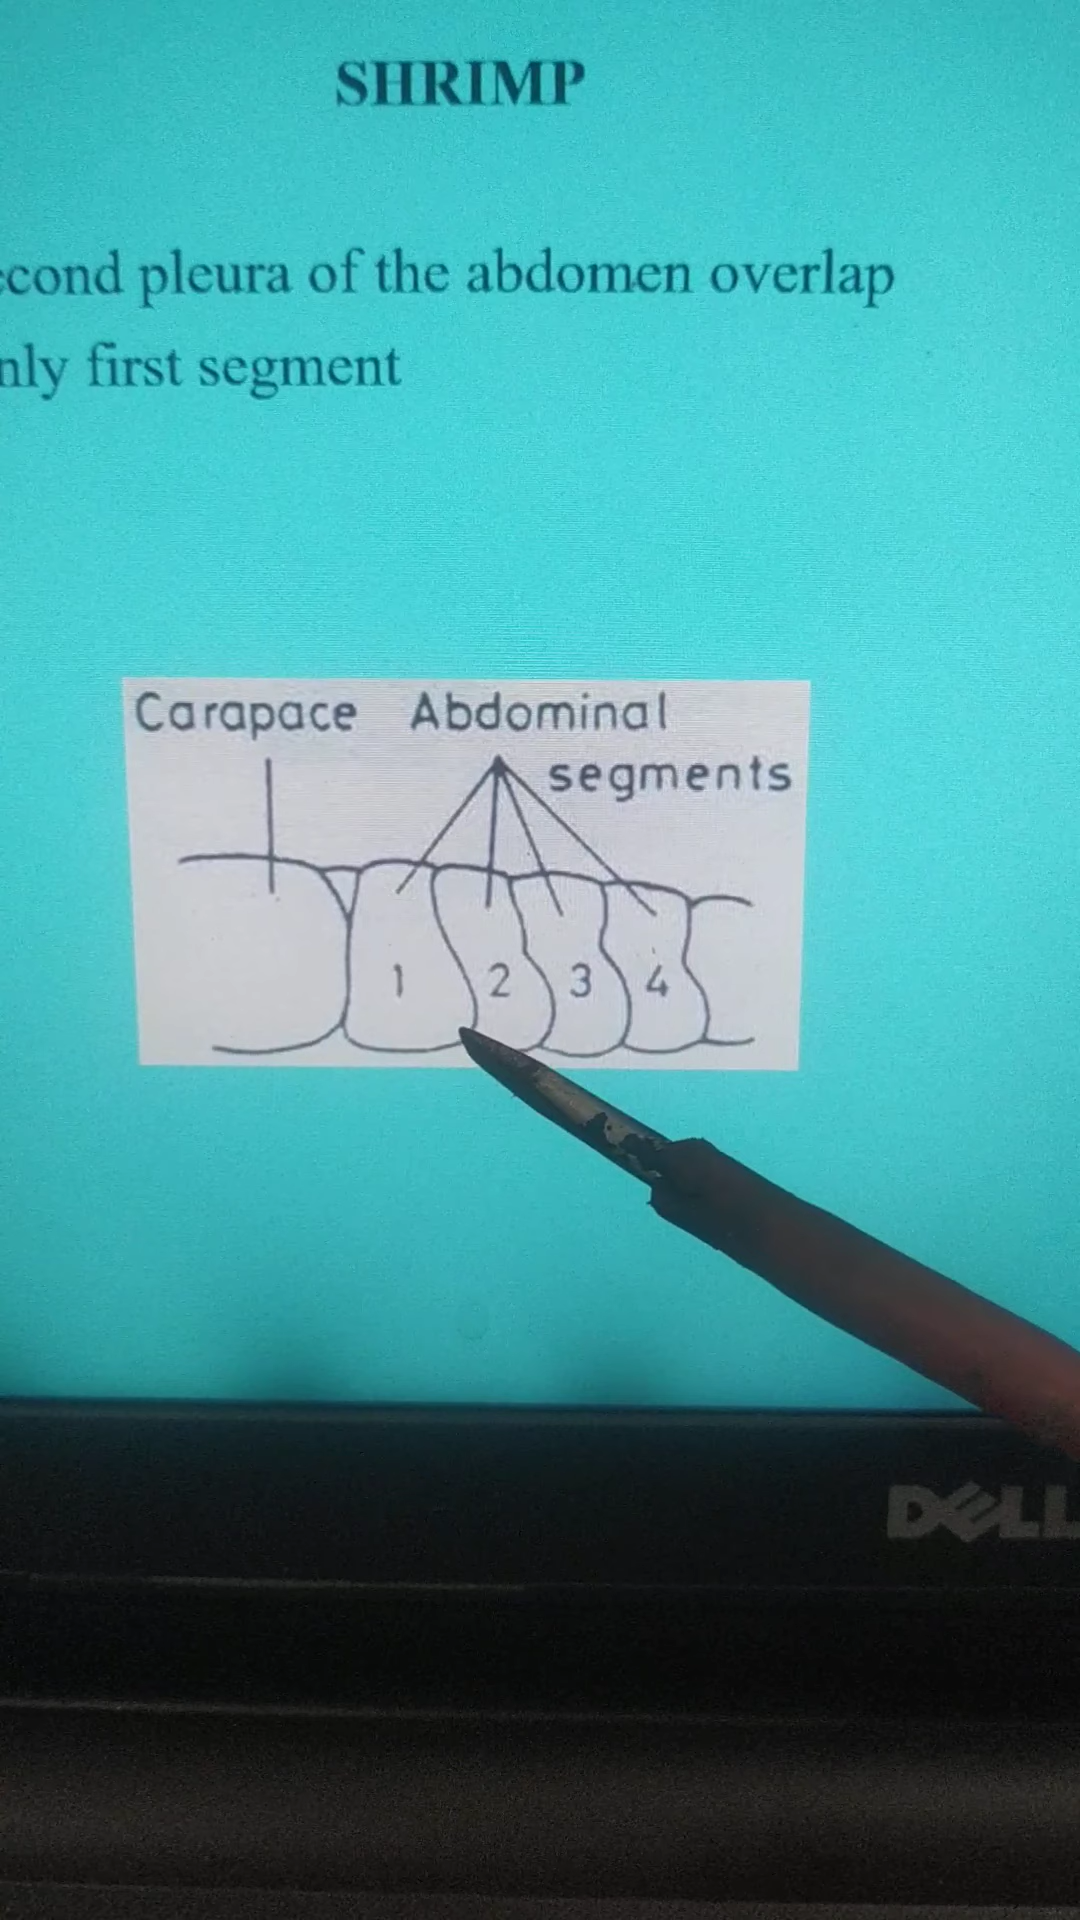 SHRIMP
cond pleura of the abdomen overlap
nly first segment
Carapace Abdominal
segments
1 2 3 4
DELL